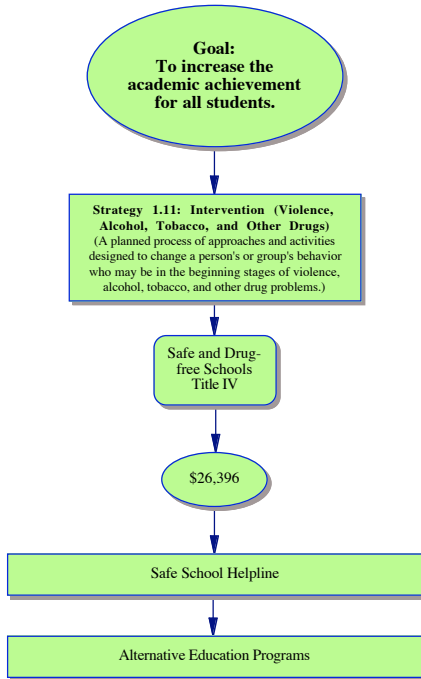 Goal:
To increase the
academic achievement
for all students.
Strategy 1.11: Intervention (Violence,
Alcohol, Tobacco, and Other Drugs)
(A planned process of approaches and activities
designed to change a person's or group's behavior
who may be in the beginning stages of violence,
alcohol, tobacco, and other drug problems.)
Safe and Drug-
free Schools
Title IV
$26,396
Safe School Helpline
Alternative Education Programs